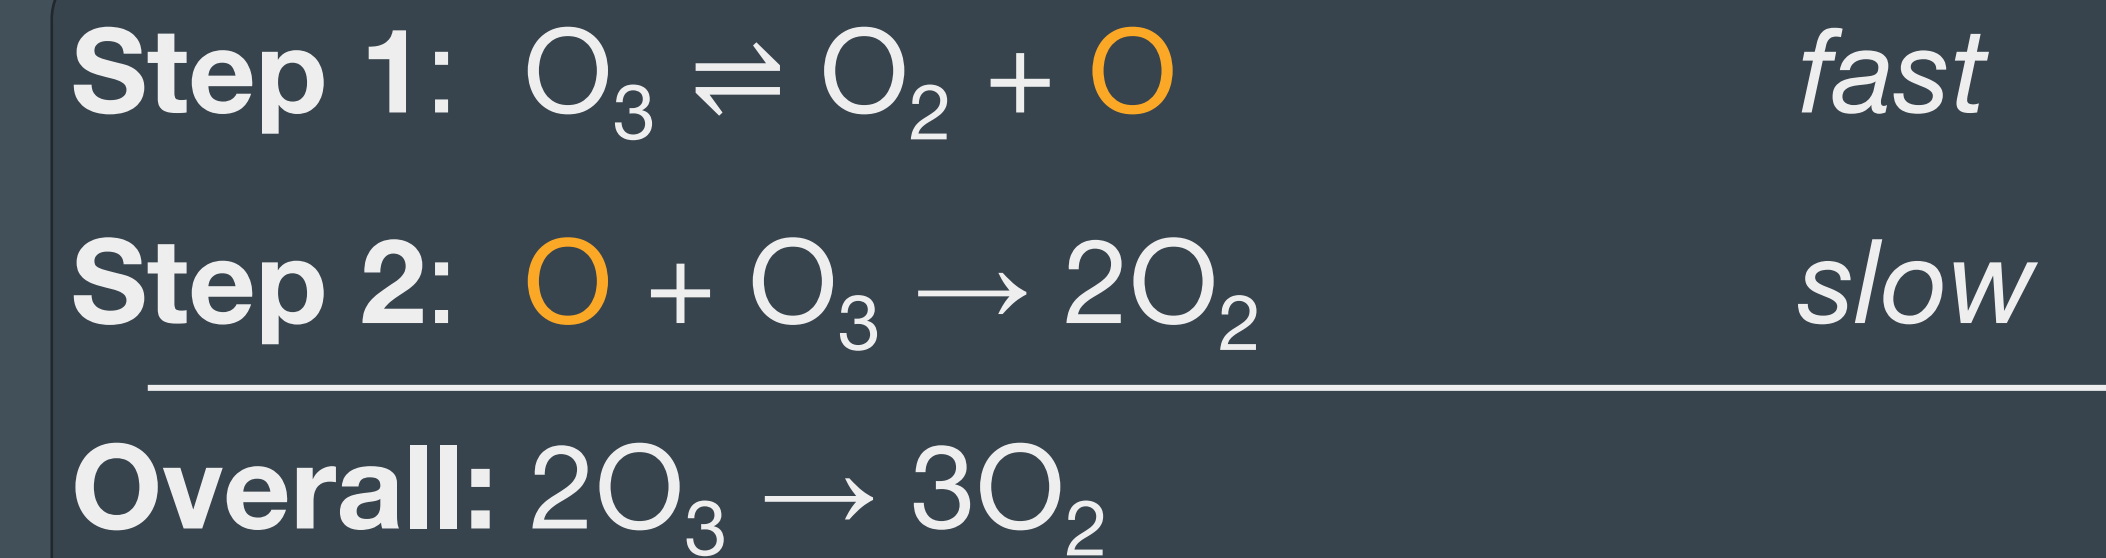 Step 1: O₃ ⇌ O₂ + O fast
Step 2: O + O₃ → 2O₂ slow
Overall: 2O₃ → 3O₂